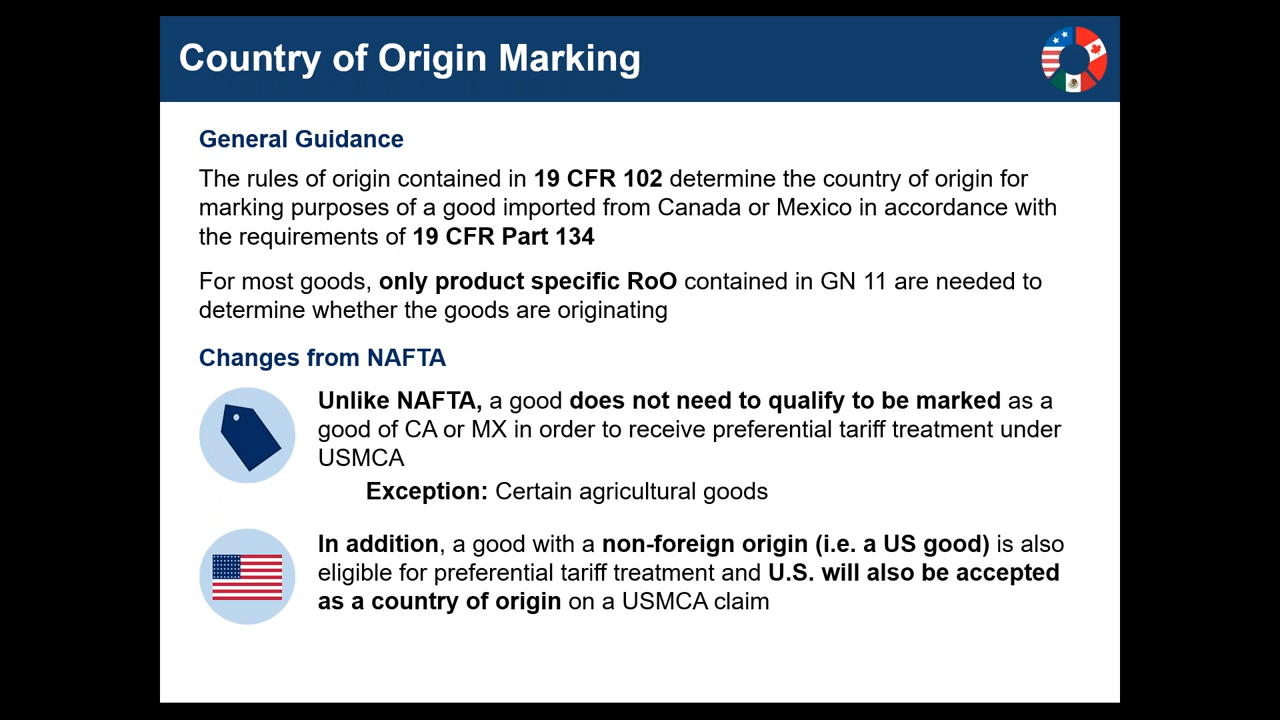 Country of Origin Marking
General Guidance
The rules of origin contained in 19 CFR 102 determine the country of origin for
marking purposes of a good imported from Canada or Mexico in accordance with
the requirements of 19 CFR Part 134
For most goods, only product specific RoO contained in GN 11 are needed to
determine whether the goods are originating
Changes from NAFTA
Unlike NAFTA, a good does not need to qualify to be marked as a
good of CA or MX in order to receive preferential tariff treatment under
USMCA
Exception: Certain agricultural goods
In addition, a good with a non-foreign origin (i.e. a US good) is also
eligible for preferential tariff treatment and U.S. will also be accepted
as a country of origin on a USMCA claim